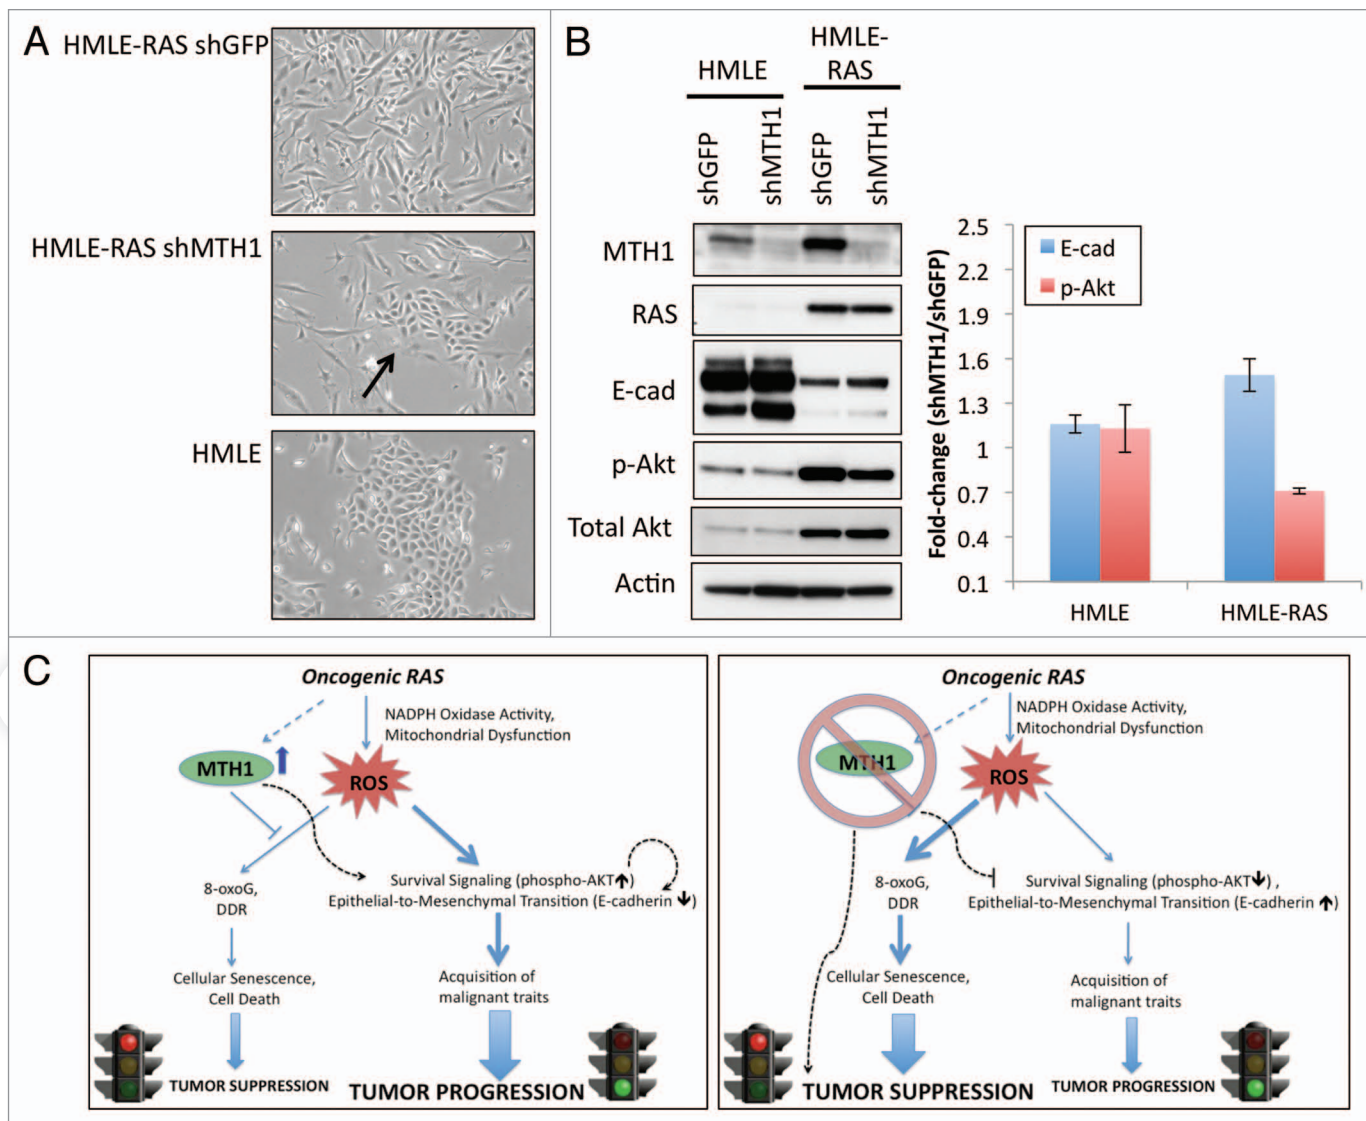 A
HMLE-RAS shGFP
HMLE-RAS shMTH1
HMLE
B
HMLE
HMLE-
RAS
shGFP
shMTH1
shGFP
shMTH1
MTH1
RAS
E-cad
p-Akt
Total Akt
Actin
Fold-change (shMTH1/shGFP)
2.5
2.2
1.9
1.6
1.3
1
0.7
0.4
0.1
E-cad
p-Akt
HMLE
HMLE-RAS
C
Oncogenic RAS
NADPH Oxidase Activity,
Mitochondrial Dysfunction
MTH1
ROS
8-oxoG,
DDR
Survival Signaling (phospho-AKT↑)
Epithelial-to-Mesenchymal Transition (E-cadherin ↓)
Cellular Senescence,
Cell Death
Acquisition of
malignant traits
TUMOR SUPPRESSION
TUMOR PROGRESSION
Oncogenic RAS
NADPH Oxidase Activity,
Mitochondrial Dysfunction
MTH1
ROS
8-oxoG,
DDR
Survival Signaling (phospho-AKT↓) ,
Epithelial-to-Mesenchymal Transition (E-cadherin ↑)
Cellular Senescence,
Cell Death
Acquisition of
malignant traits
TUMOR SUPPRESSION
TUMOR PROGRESSION